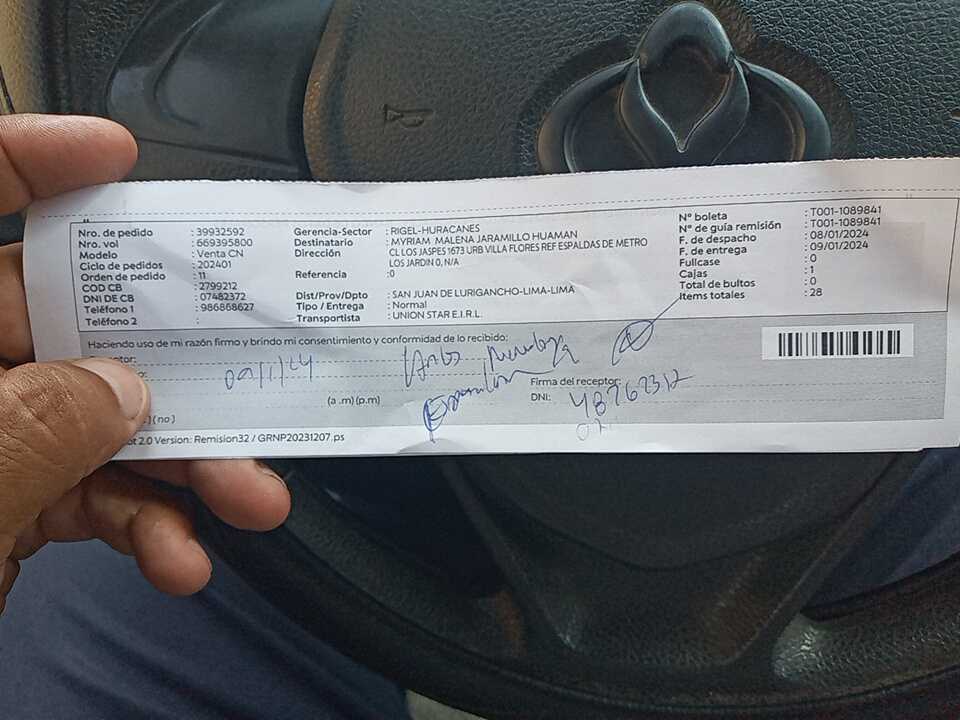 Nro. de pedido : 39932592
Nro. vol : 669395800
Modelo : Venta CN
Ciclo de pedidos : 202401
Orden de pedido : 11
COD CB : 2799212
DNI DE CB : 07482372
Teléfono 1 : 986868627
Teléfono 2 :
Gerencia-Sector : RIGEL-HURACANES
Destinatario : MYRIAM MALENA JARAMILLO HUAMAN
Dirección : CL LOS JASPES 1673 URB VILLA FLORES REF ESPALDAS DE METRO
LOS JARDIN 0, N/A
Referencia :0
Dist/Prov/Dpto : SAN JUAN DE LURIGANCHO-LIMA-LIMA
Tipo / Entrega : Normal
Transportista : UNION STAR E.I.R.L.
Nº boleta : T001-1089841
Nº de guía remisión : T001-1089841
F. de despacho : 08/01/2024
F. de entrega : 09/01/2024
Fullcase : 0
Cajas : 1
Total de bultos : 0
Items totales : 28
Haciendo uso de mi razón firmo y brindo mi consentimiento y conformidad de lo recibido:
09/1/24
(a .m) (p.m)
Firma del receptor:
DNI: 48762312
] ( no )
2.0 Version: Remision32 / GRNP20231207.ps